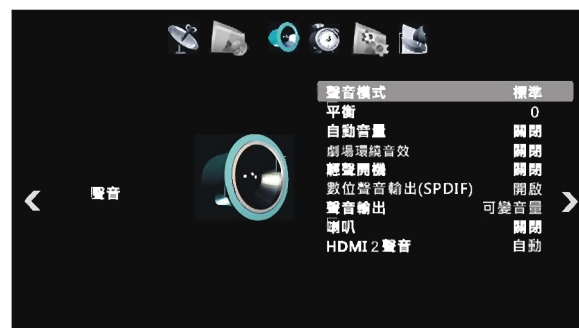 聲音
聲音模式 標準
平衡 0
自動音量 關閉
劇場環繞音效 關閉
輕聲開機 關閉
數位聲音輸出(SPDIF) 開啟
聲音輸出 可變音量
喇叭 關閉
HDMI 2 聲音 自動